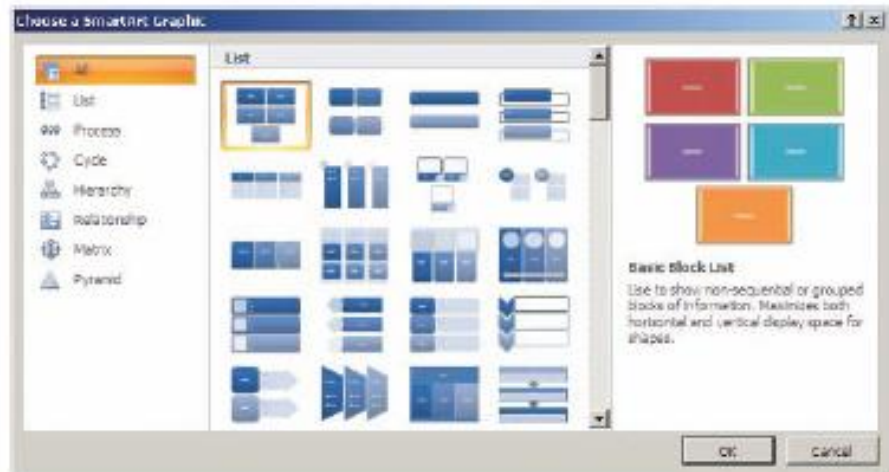 Choose a SmartArt Graphic
All
List
Process
Cycle
Hierarchy
Relationship
Matrix
Pyramid
List
Basic Block List
Use to show non-sequential or grouped
blocks of information. Maximizes both
horizontal and vertical display space for
shapes.
OK
Cancel